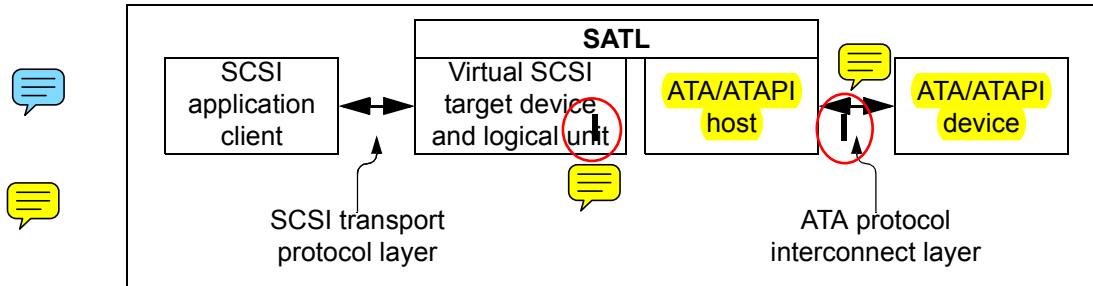 SATL
SCSI
application
client
Virtual SCSI
target device
and logical unit
ATA/ATAPI
host
ATA/ATAPI
device
SCSI transport
protocol layer
ATA protocol
interconnect layer